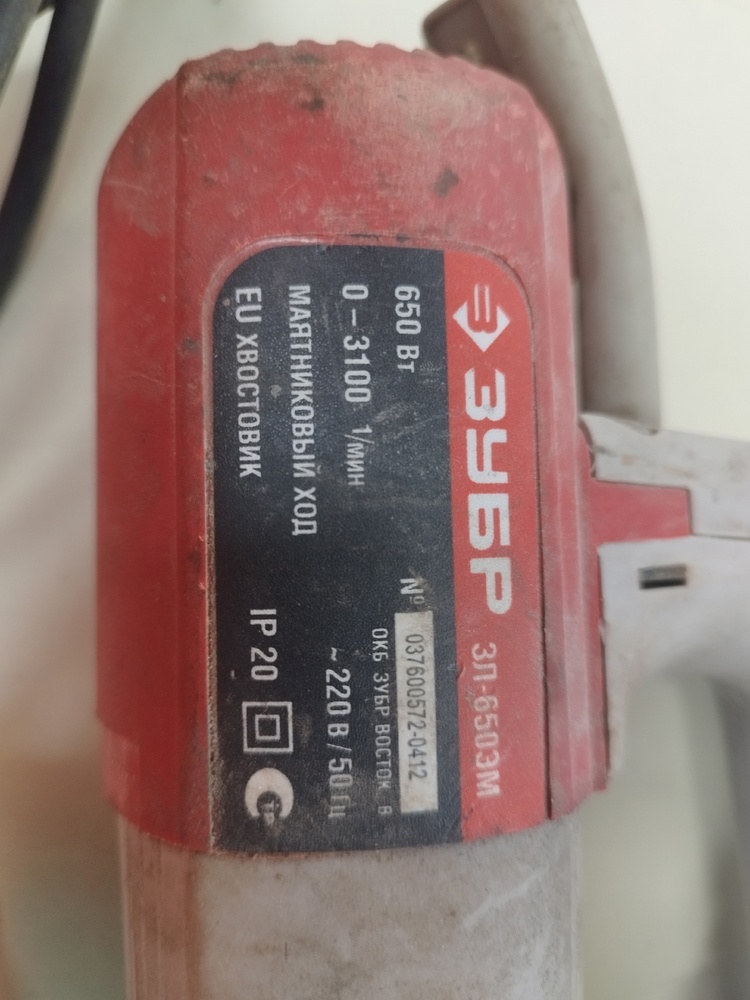 ЗУБР ЗЛ-650ЭМ
650 Вт
№ 037600572-0412
ОКБ ЗУБР ВОСТОК В
0 – 3100 1/мин
~ 220 В / 50 Гц
МАЯТНИКОВЫЙ ХОД
EU ХВОСТОВИК
IP 20